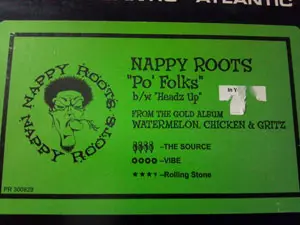 ATLANTIC
NAPPY ROOTS
NAPPY ROOTS
NAPPY ROOTS
"Po' Folks"
b/w "Headz Up"
FROM THE GOLD ALBUM
WATERMELON, CHICKEN & GRITZ
–THE SOURCE
–VIBE
★★★★–Rolling Stone
PR 300829